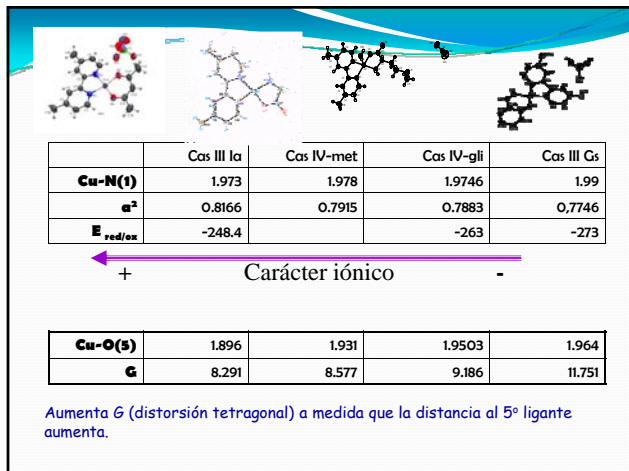 Cas III Ia Cas IV-met Cas IV-gli Cas III Gs
Cu-N(1) 1.973 1.978 1.9746 1.99
a² 0.8166 0.7915 0.7883 0,7746
E red/ox -248.4 -263 -273
+ Carácter iónico -
Cu-O(5) 1.896 1.931 1.9503 1.964
G 8.291 8.577 9.186 11.751
Aumenta G (distorsión tetragonal) a medida que la distancia al 5º ligante
aumenta.